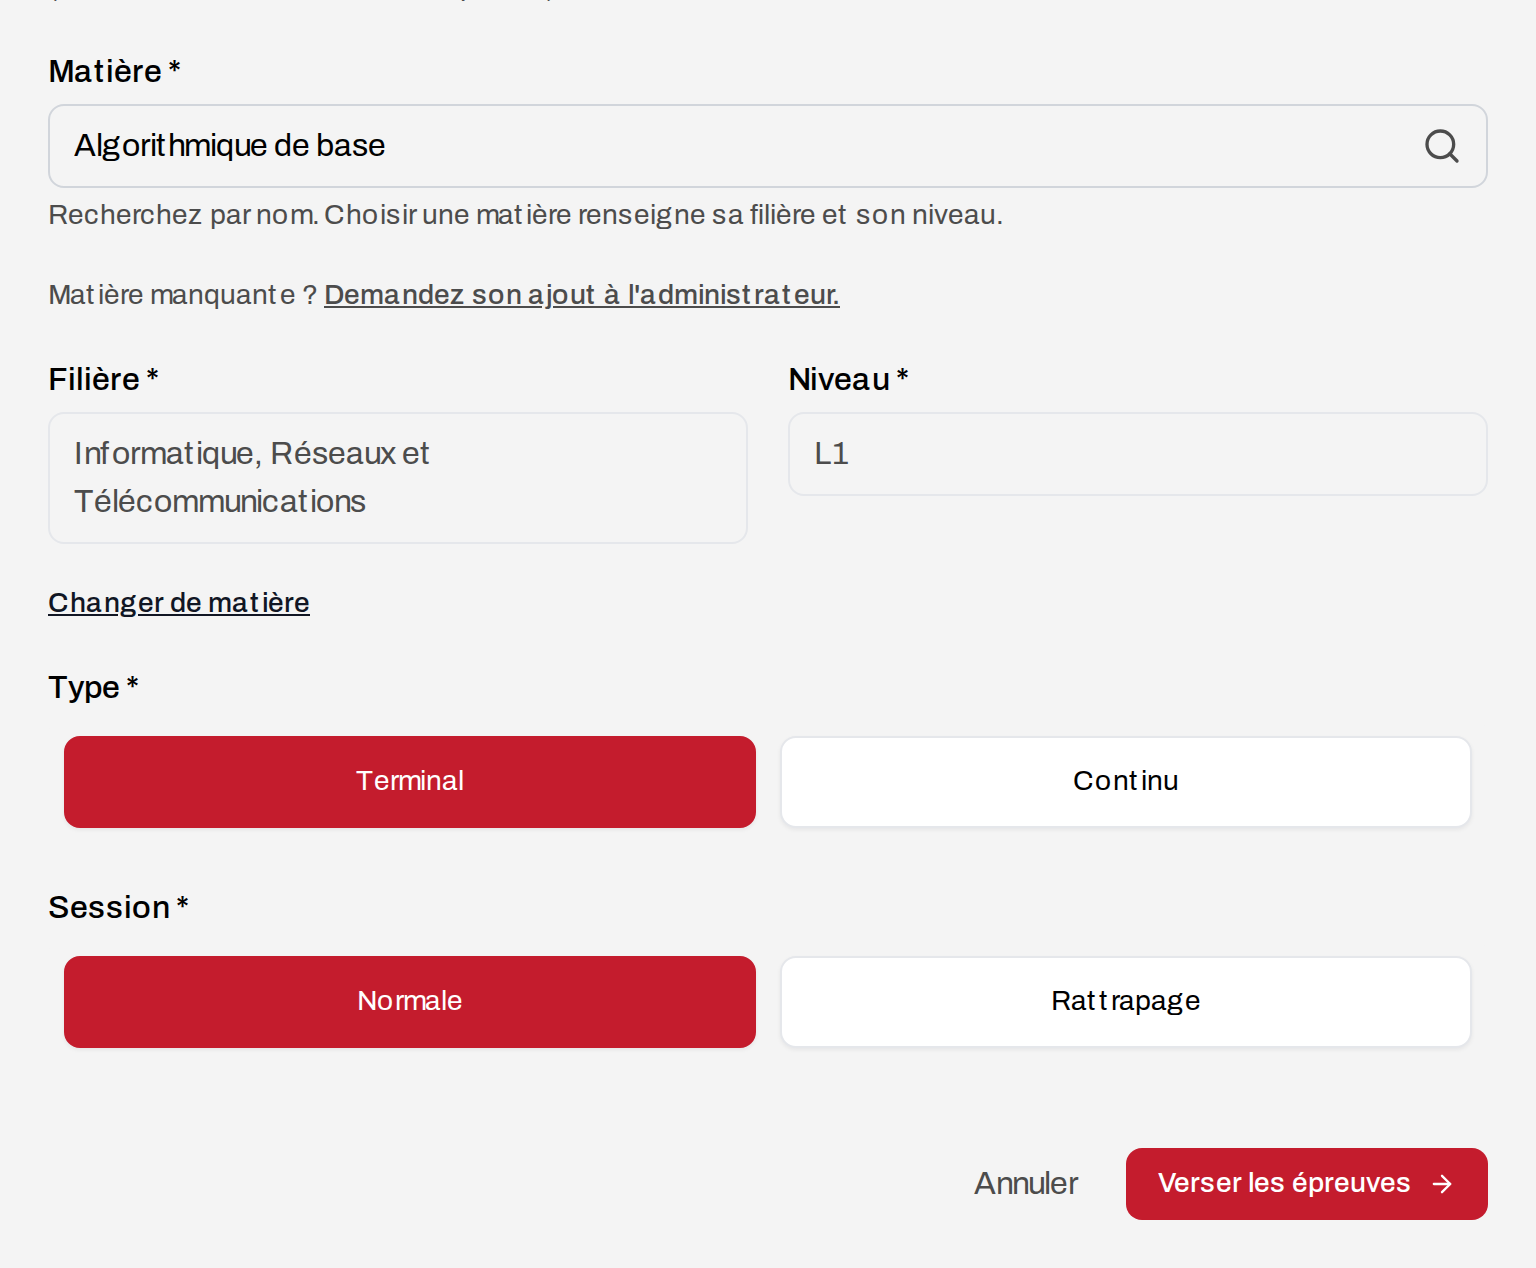 Matière *
Algorithmique de base
Recherchez par nom. Choisir une matière renseigne sa filière et son niveau.
Matière manquante ? Demandez son ajout à l'administrateur.
Filière *
Informatique, Réseaux et
Télécommunications
Niveau *
L1
Changer de matière
Type *
Terminal
Continu
Session *
Normale
Rattrapage
Annuler
Verser les épreuves →